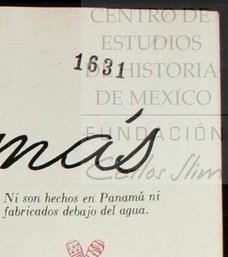 CENTRO DE
ESTUDIOS
DE HISTORIA
DE MEXICO
FUNDACIÓN
Carlos Slim
1631
más
Ni son hechos en Panamá ni
fabricados debajo del agua.